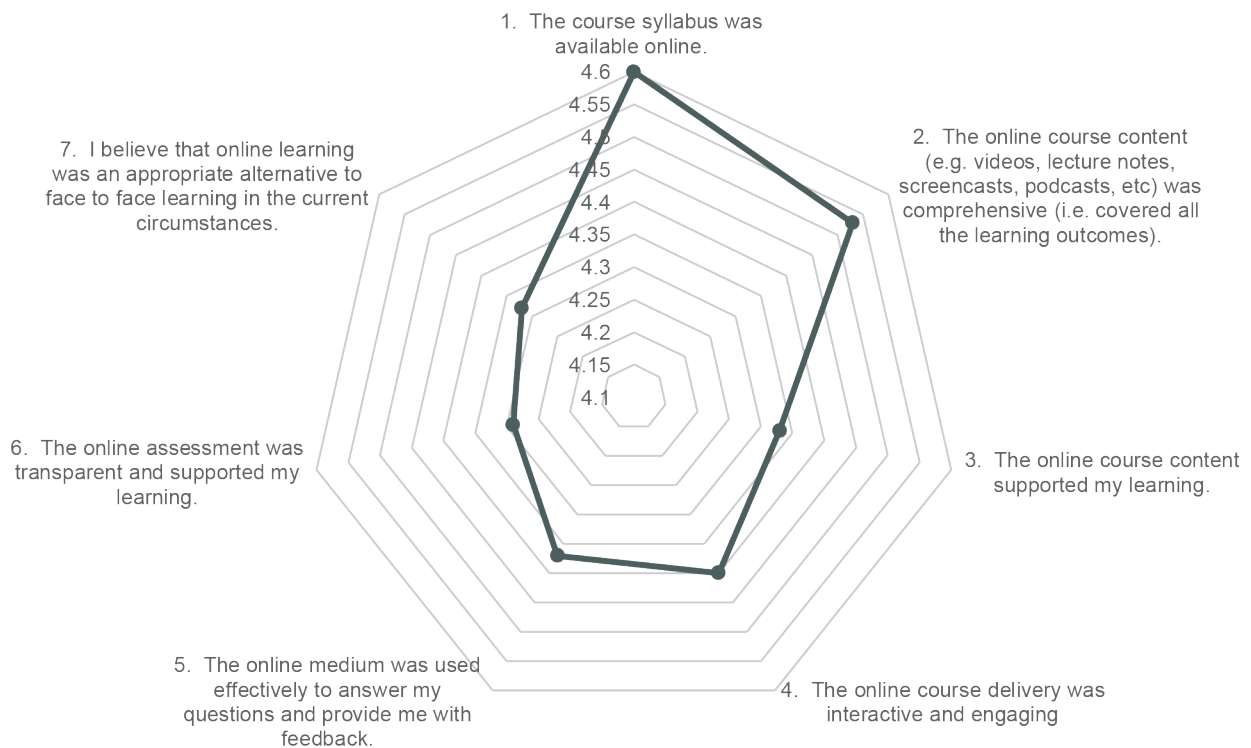 1. The course syllabus was
available online.
4.6
4.55
4.5
4.45
4.4
4.35
4.3
4.25
4.2
4.15
4.1
2. The online course content
(e.g. videos, lecture notes,
screencasts, podcasts, etc) was
comprehensive (i.e. covered all
the learning outcomes).
3. The online course content
supported my learning.
4. The online course delivery was
interactive and engaging
5. The online medium was used
effectively to answer my
questions and provide me with
feedback.
6. The online assessment was
transparent and supported my
learning.
7. I believe that online learning
was an appropriate alternative to
face to face learning in the current
circumstances.